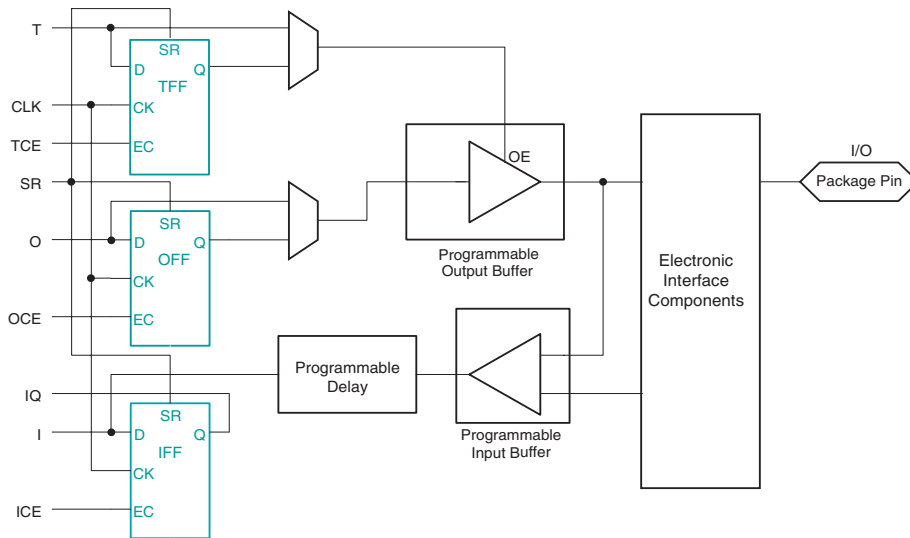 T
SR
D
Q
TFF
CLK
CK
TCE
EC
SR
OE
I/O
Package Pin
SR
O
D
Q
OFF
Programmable
Output Buffer
Electronic
Interface
Components
CK
OCE
EC
Programmable
Delay
IQ
SR
I
D
Q
IFF
Programmable
Input Buffer
CK
ICE
EC